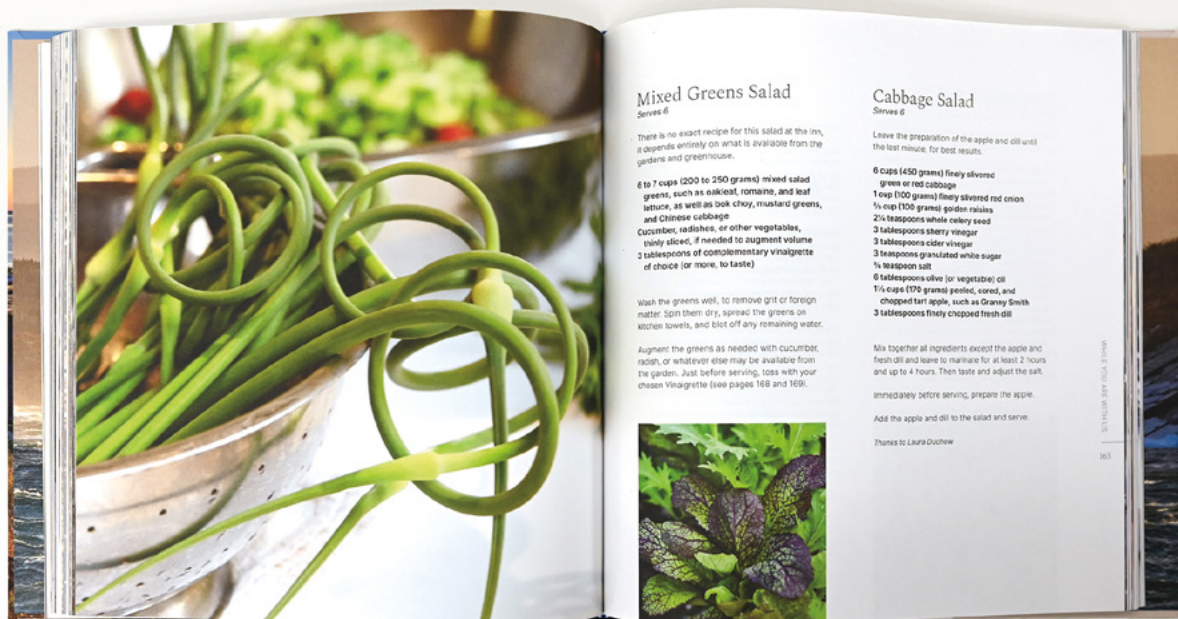 Mixed Greens Salad
Serves 6
There is no exact recipe for this salad at the inn,
it depends entirely on what is available from the
gardens and greenhouse.
6 to 7 cups (200 to 250 grams) mixed salad
greens, such as oakleaf, romaine, and leaf
lettuce, as well as bok choy, mustard greens,
and Chinese cabbage
Cucumber, radishes, or other vegetables,
thinly sliced, if needed to augment volume
3 tablespoons of complementary vinaigrette
of choice (or more, to taste)
Wash the greens well, to remove grit or foreign
matter. Spin them dry, spread the greens on
kitchen towels, and blot off any remaining water.
Augment the greens as needed with cucumber,
radish, or whatever else may be available from
the garden. Just before serving, toss with your
chosen Vinaigrette (see pages 168 and 169).
Cabbage Salad
Serves 6
Leave the preparation of the apple and dill until
the last minute, for best results.
6 cups (450 grams) finely slivered
green or red cabbage
1 cup (100 grams) finely slivered red onion
cup (100 grams) golden raisins
teaspoons whole celery seed
3 tablespoons sherry vinegar
3 tablespoons cider vinegar
3 teaspoons granulated white sugar
teaspoon salt
6 tablespoons olive (or vegetable) oil
cups (170 grams) peeled, cored, and
chopped tart apple, such as Granny Smith
3 tablespoons finely chopped fresh dill
Mix together all ingredients except the apple and
fresh dill and leave to marinate for at least 2 hours
and up to 4 hours. Then taste and adjust the salt.
Immediately before serving, prepare the apple.
Add the apple and dill to the salad and serve.
Thanks to Laura Duchow
WHILE YOU ARE WITH US
163